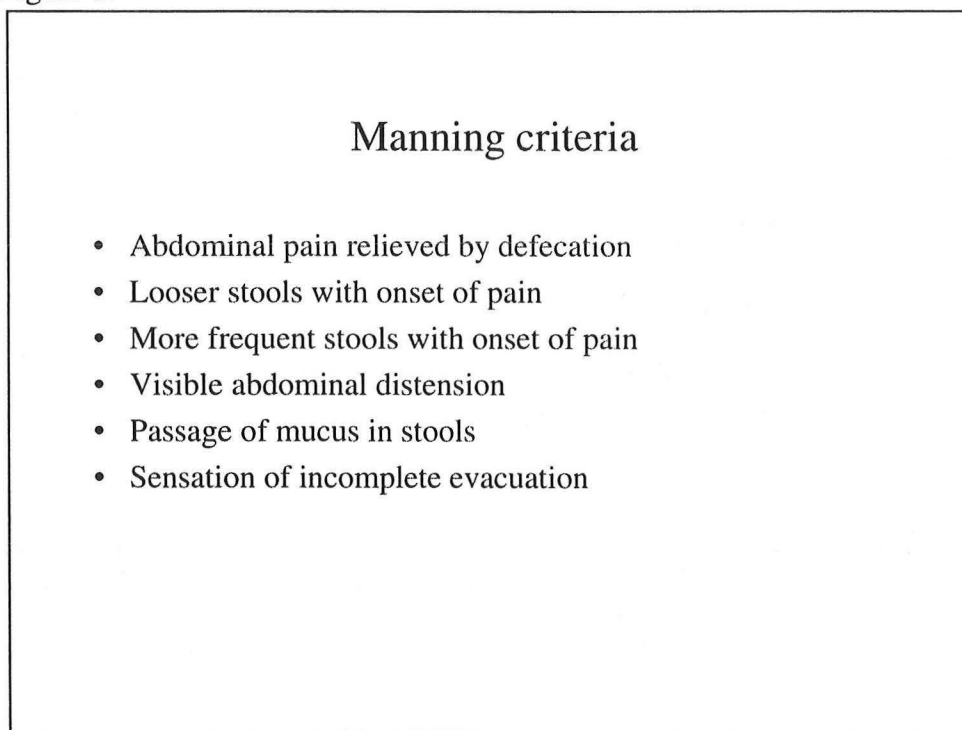 Manning criteria
• Abdominal pain relieved by defecation
• Looser stools with onset of pain
• More frequent stools with onset of pain
• Visible abdominal distension
• Passage of mucus in stools
• Sensation of incomplete evacuation